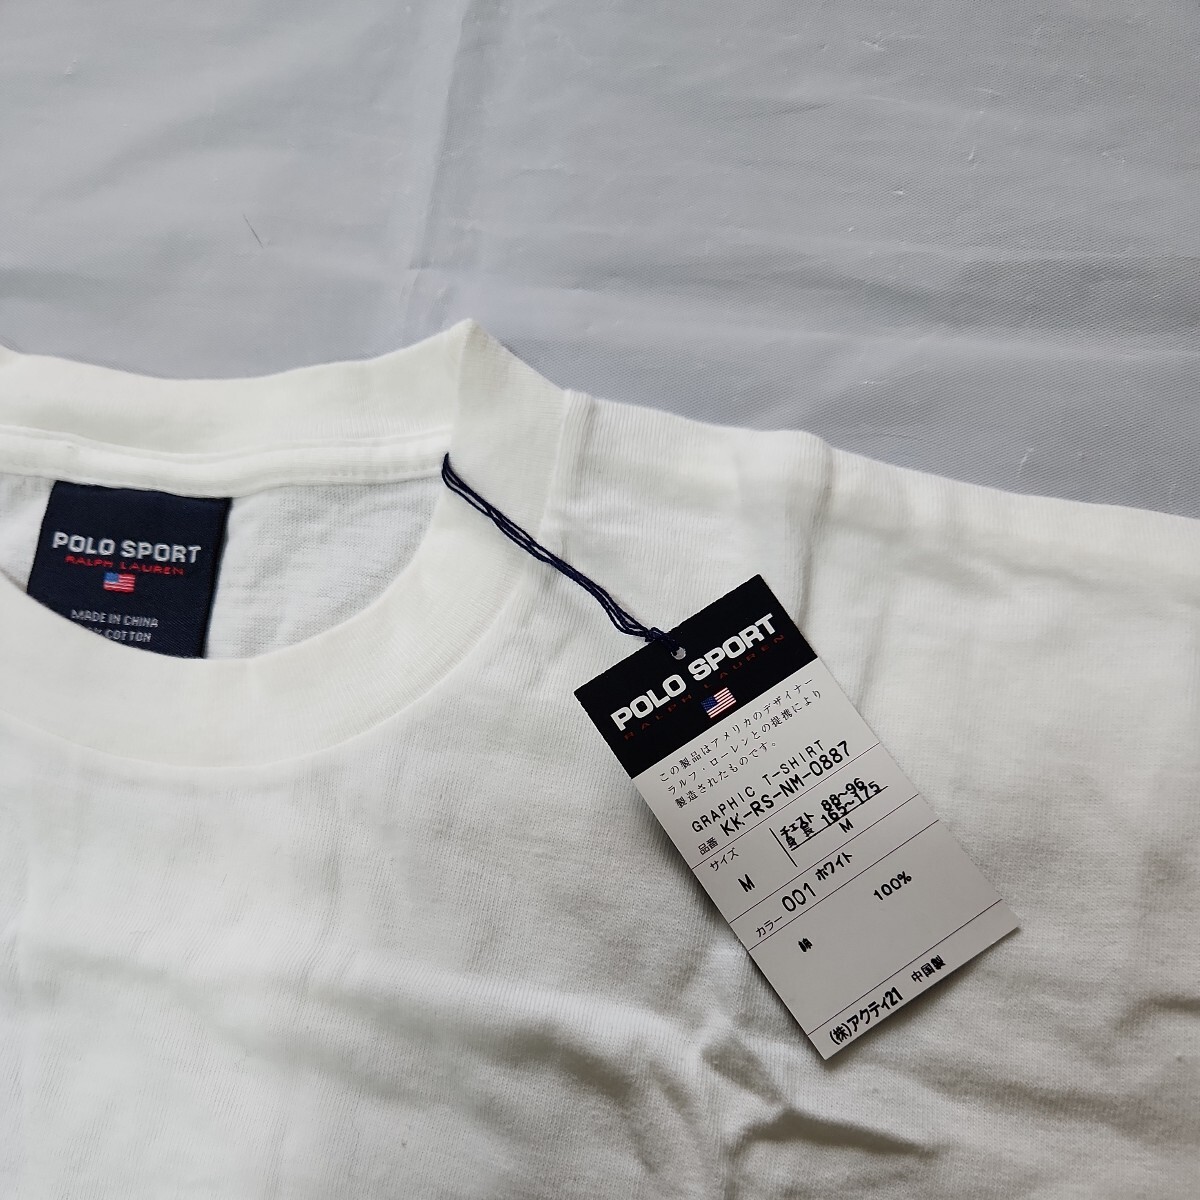 POLO SPORT
RALPH LAUREN
MADE IN CHINA
COTTON
POLO SPORT
RALPH LAUREN
この製品はアメリカのデザイナー
ラルフ・ローレンとの提携により
製造されたものです。
GRAPHIC T-SHIRT
品番 KK-RS-NM-0887
サイズ チェスト 88~96
身長 165~175
M M
カラー 001 ホワイト
綿 100%
(株)アクティ21 中国製